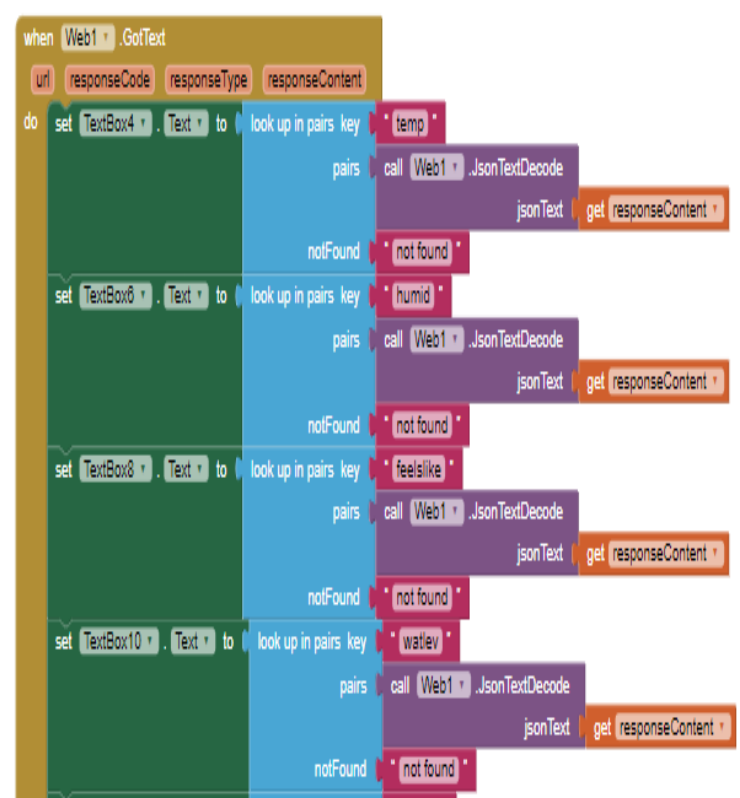 when Web1 .GotText
url responseCode responseType responseContent
do set TextBox4 . Text to look up in pairs key " temp "
pairs call Web1 .JsonTextDecode
jsonText get responseContent
notFound " not found "
set TextBox6 . Text to look up in pairs key " humid "
pairs call Web1 .JsonTextDecode
jsonText get responseContent
notFound " not found "
set TextBox8 . Text to look up in pairs key " feelslike "
pairs call Web1 .JsonTextDecode
jsonText get responseContent
notFound " not found "
set TextBox10 . Text to look up in pairs key " watlev "
pairs call Web1 .JsonTextDecode
jsonText get responseContent
notFound " not found "